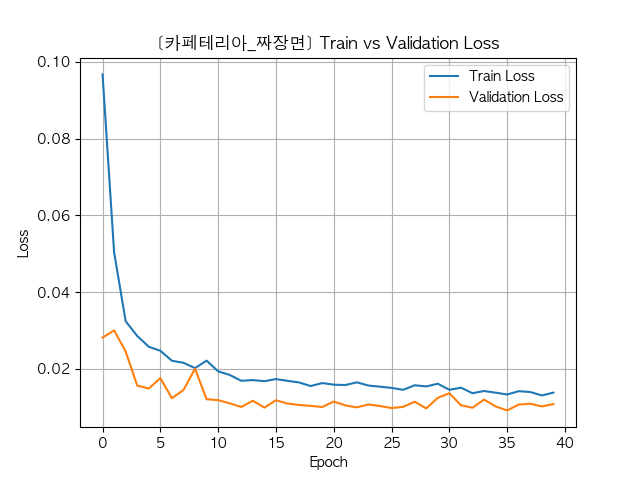 [카페테리아_짜장면] Train vs Validation Loss
Train Loss
Validation Loss
Loss
0.10
0.08
0.06
0.04
0.02
0 5 10 15 20 25 30 35 40
Epoch